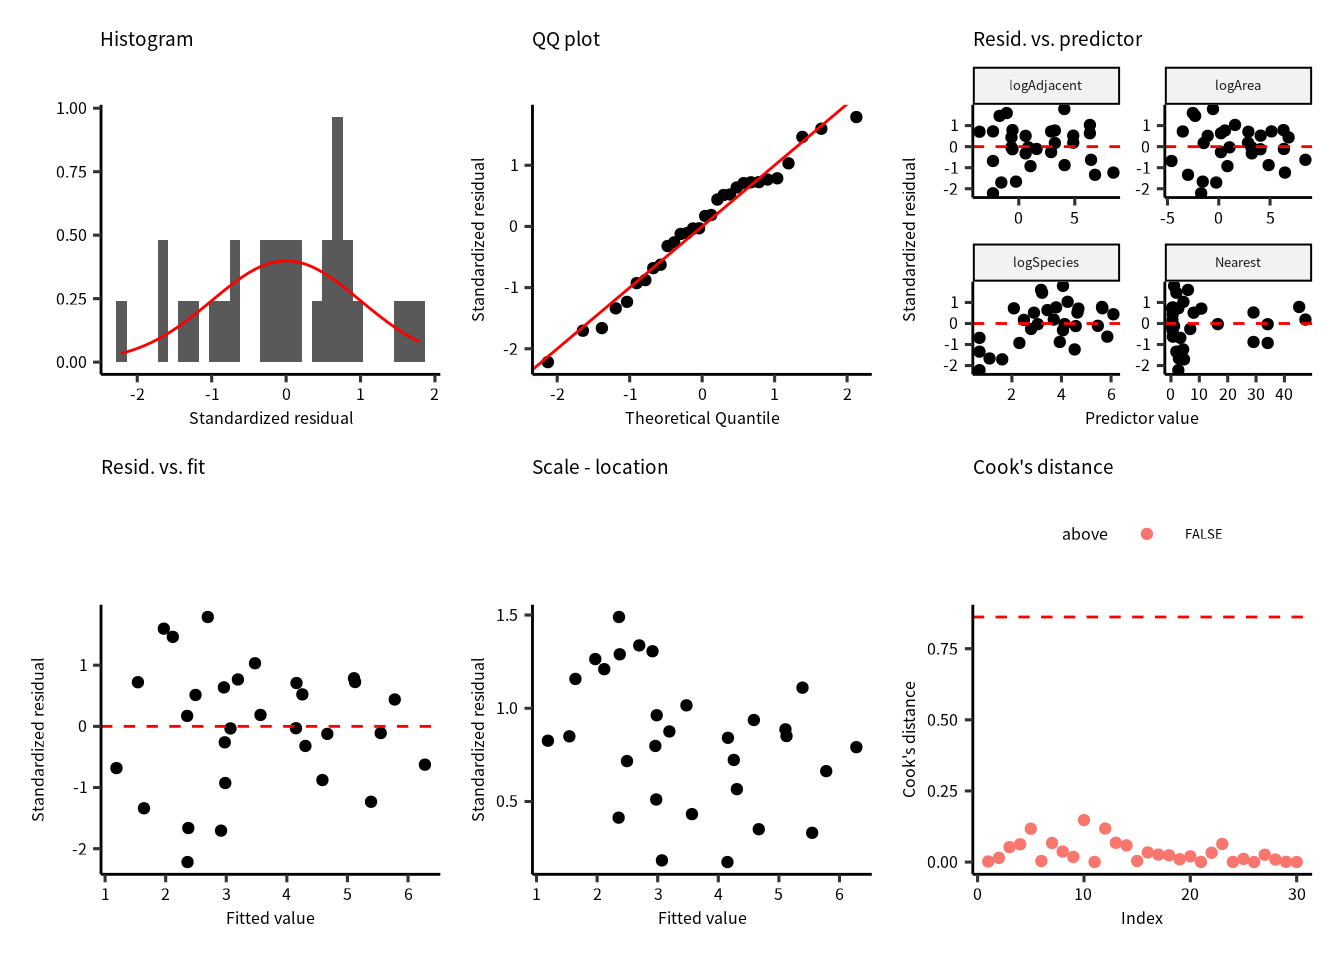 Histogram
1.00
0.75
0.50
0.25
0.00
-2 -1 0 1 2
Standardized residual
QQ plot
Standardized residual
1
0
-1
-2
-2 -1 0 1 2
Theoretical Quantile
Resid. vs. predictor
Standardized residual
logAdjacent
logArea
1
0
-1
-2
0 5
1
0
-1
-2
-5 0 5
logSpecies
Nearest
1
0
-1
-2
2 4 6
1
0
-1
-2
0 10 20 30 40
Predictor value
Resid. vs. fit
Standardized residual
1
0
-1
-2
1 2 3 4 5 6
Fitted value
Scale - location
Standardized residual
1.5
1.0
0.5
1 2 3 4 5 6
Fitted value
Cook's distance
above FALSE
Cook's distance
0.75
0.50
0.25
0.00
0 10 20 30
Index